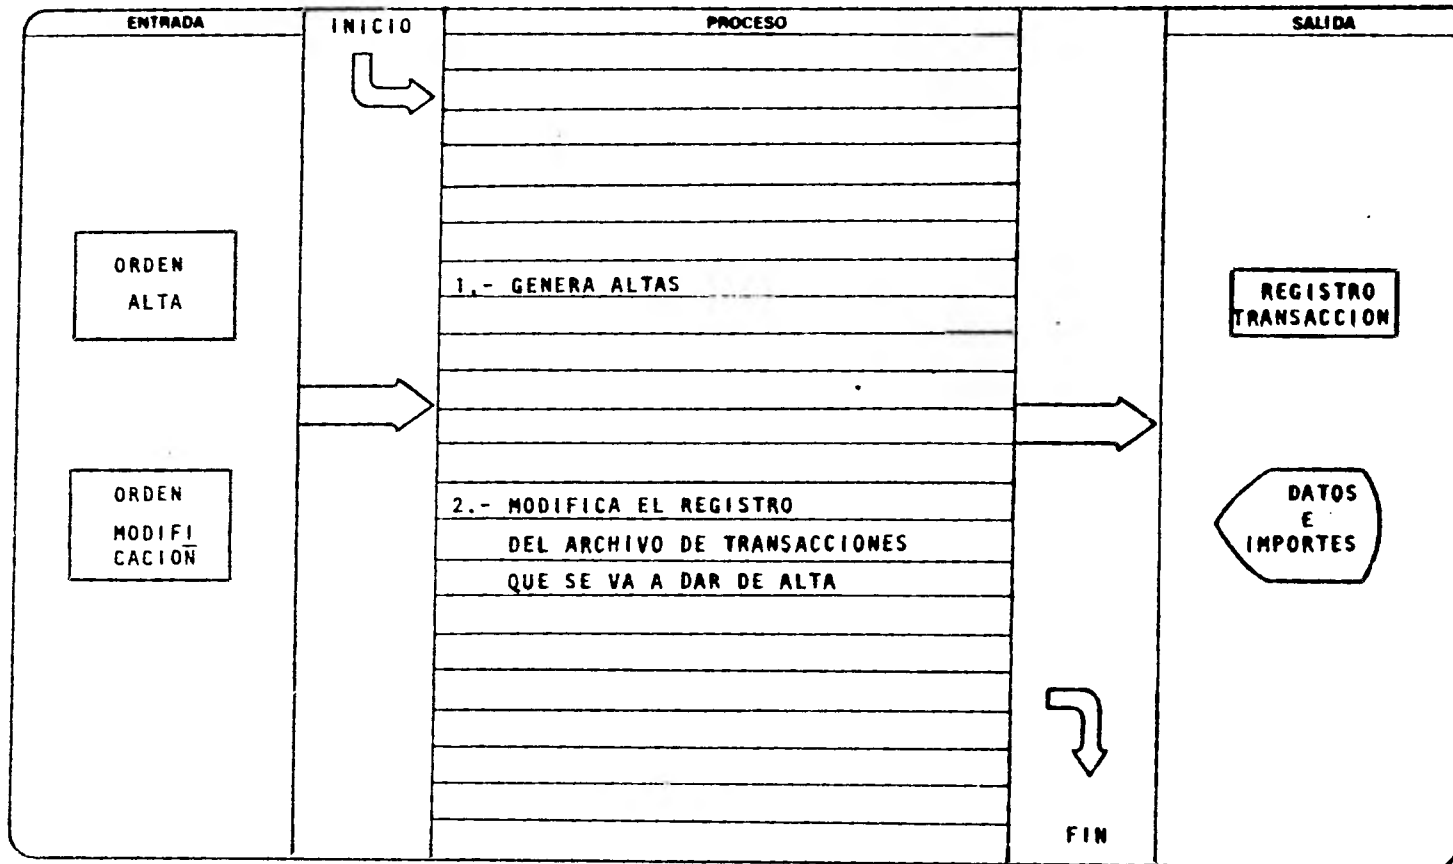 ENTRADA
INICIO
PROCESO
SALIDA
ORDEN
ALTA
1.- GENERA ALTAS
REGISTRO
TRANSACCION
ORDEN
MODIFI
CACION
2.- MODIFICA EL REGISTRO
DEL ARCHIVO DE TRANSACCIONES
QUE SE VA A DAR DE ALTA
DATOS
E
IMPORTES
FIN